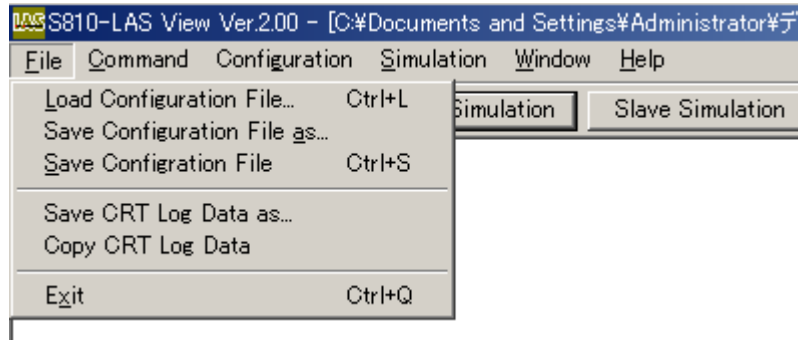 LAS S810-LAS View Ver.2.00 - [C:¥Documents and Settings¥Administrator¥デ
File Command Configuration Simulation Window Help
Simulation Slave Simulation
Load Configuration File... Ctrl+L
Save Configuration File as...
Save Configration File Ctrl+S
Save CRT Log Data as...
Copy CRT Log Data
Exit Ctrl+Q